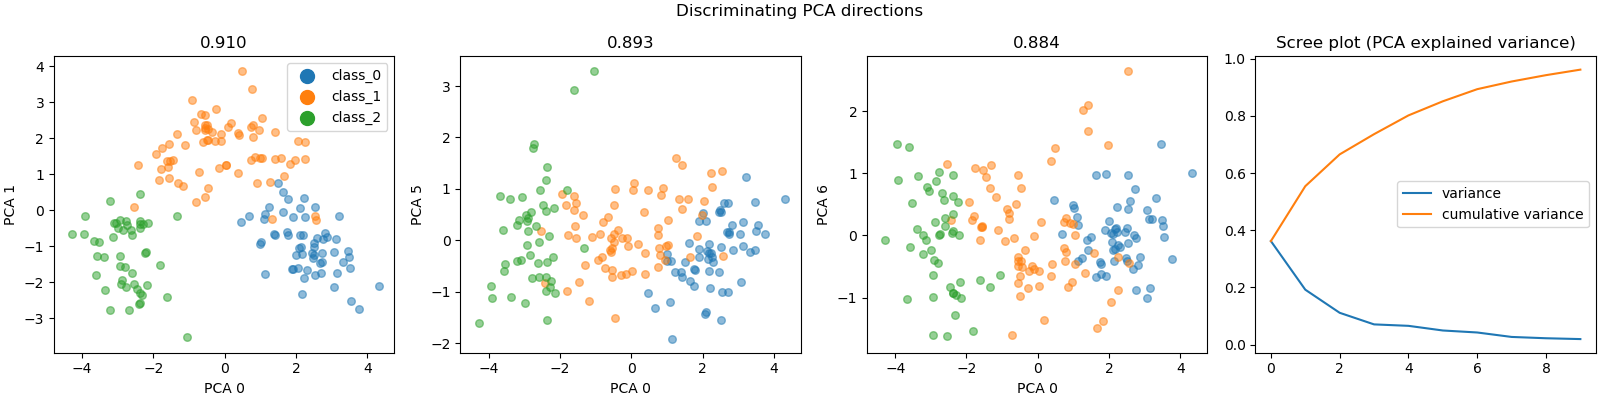 Discriminating PCA directions
0.910
PCA 1
4
3
2
1
0
−1
−2
−3
class_0
class_1
class_2
−4 −2 0 2 4
PCA 0
0.893
PCA 5
3
2
1
0
−1
−2
−4 −2 0 2 4
PCA 0
0.884
PCA 6
2
1
0
−1
−4 −2 0 2 4
PCA 0
Scree plot (PCA explained variance)
1.0
0.8
0.6
0.4
0.2
0.0
variance
cumulative variance
0 2 4 6 8